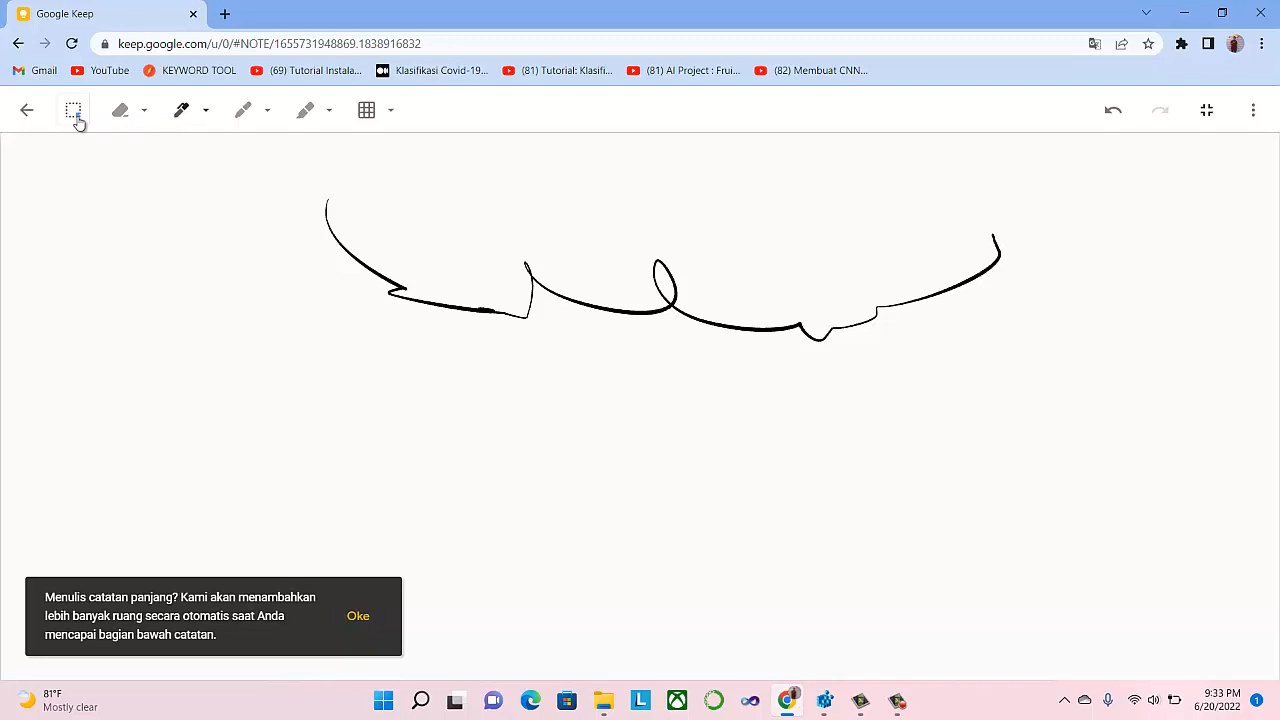 Google Keep
keep.google.com/u/0/#NOTE/1655731948869.1838916832
Gmail
YouTube
KEYWORD TOOL
(69) Tutorial Instala...
Klasifikasi Covid-19...
(81) Tutorial: Klasifi...
(81) AI Project : Frui...
(82) Membuat CNN...
Menulis catatan panjang? Kami akan menambahkan
lebih banyak ruang secara otomatis saat Anda
mencapai bagian bawah catatan.
Oke
81°F
Mostly clear
9:33 PM
6/20/2022
1